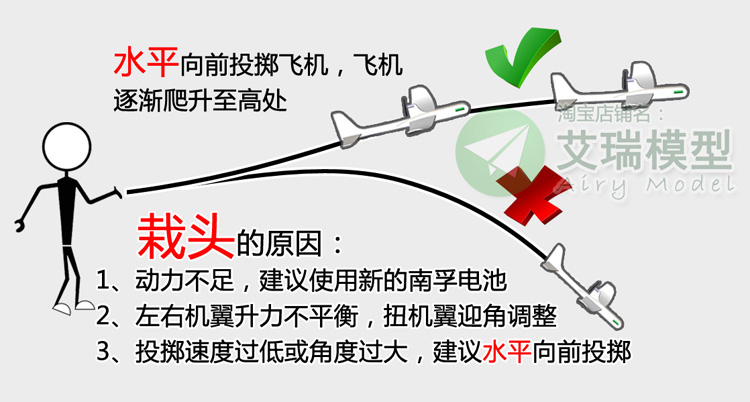 水平向前投掷飞机，飞机
逐渐爬升至高处
淘宝店铺名：
艾瑞模型
Airy Model
栽头的原因：
1、动力不足，建议使用新的南孚电池
2、左右机翼升力不平衡，扭机翼迎角调整
3、投掷速度过低或角度过大，建议水平向前投掷